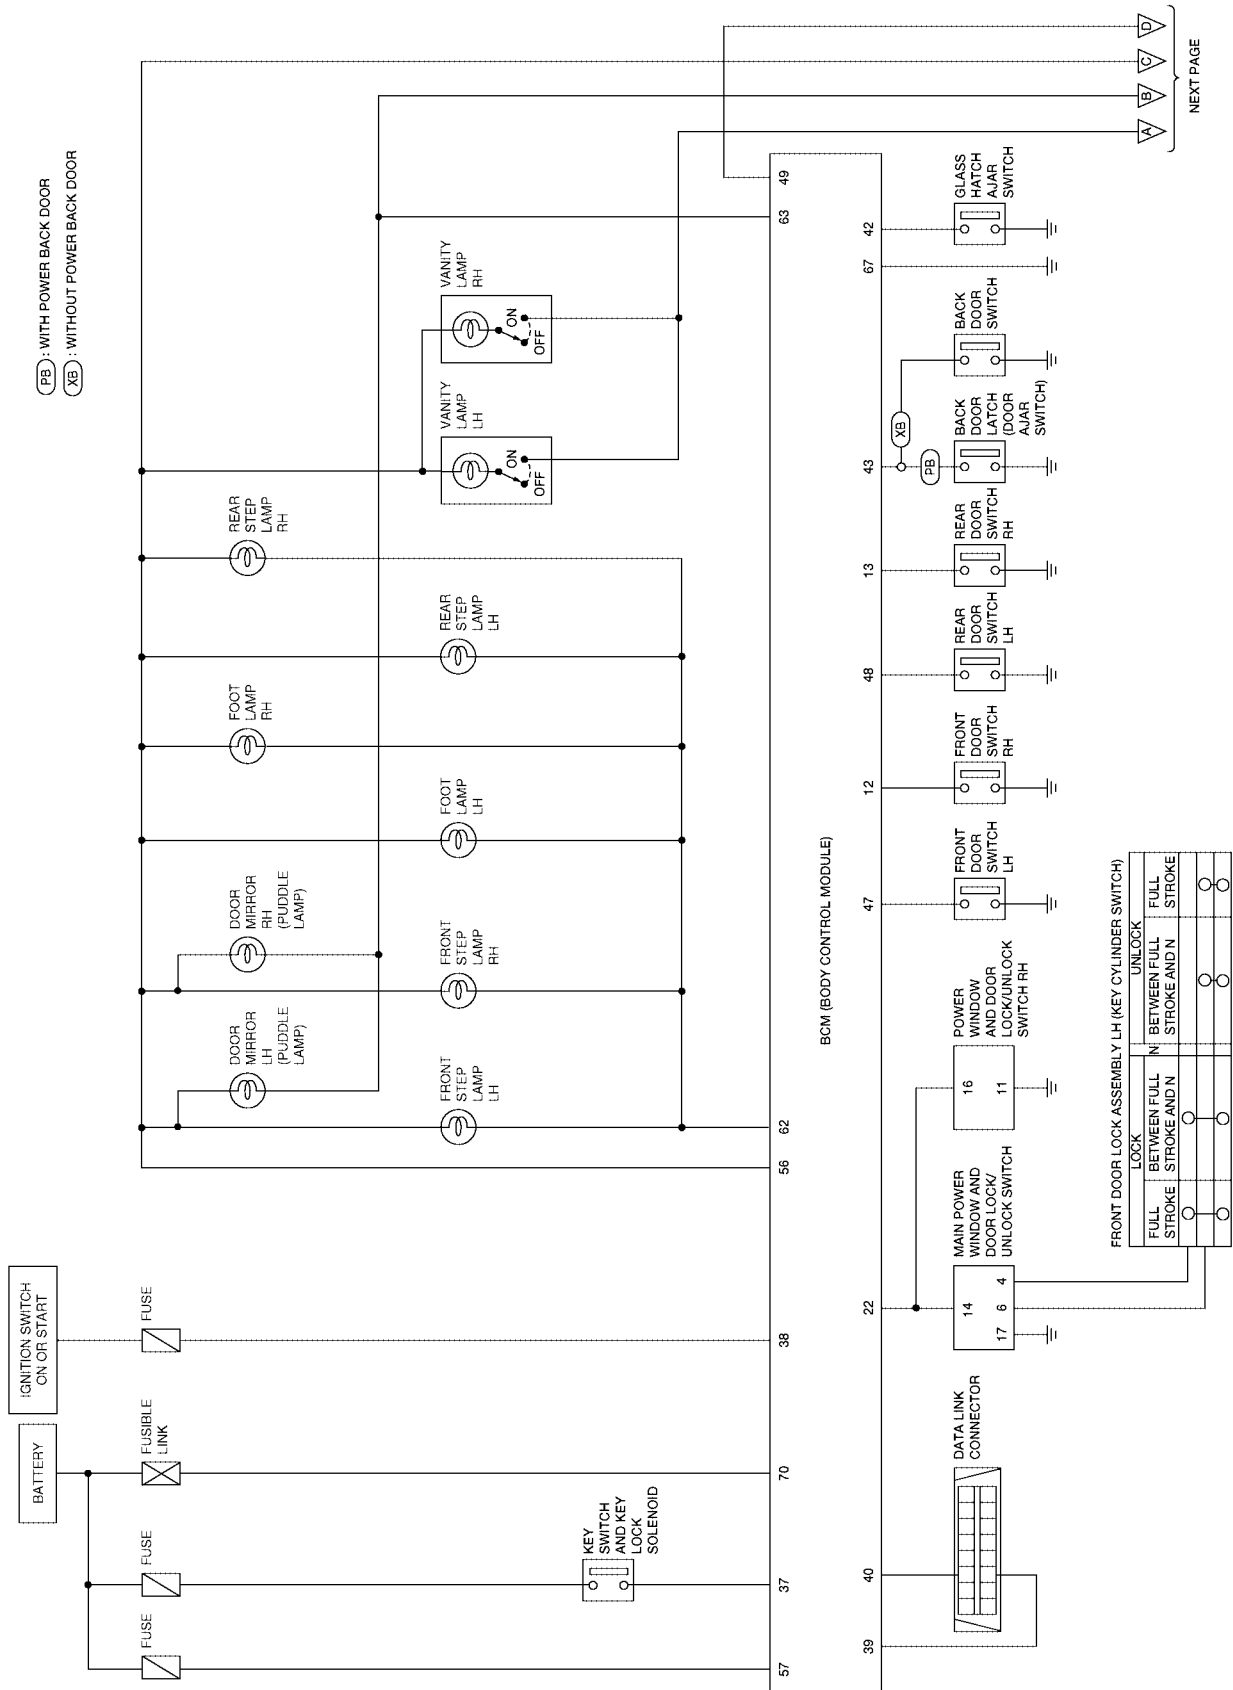 (PB) : WITH POWER BACK DOOR
(XB) : WITHOUT POWER BACK DOOR
BATTERY
IGNITION SWITCH
ON OR START
FUSE
FUSE
FUSIBLE
LINK
FUSE
KEY
SWITCH
AND KEY
LOCK
SOLENOID
DOOR
MIRROR
LH
(PUDDLE
LAMP)
DOOR
MIRROR
RH
(PUDDLE
LAMP)
FOOT
LAMP
RH
REAR
STEP
LAMP
RH
FRONT
STEP
LAMP
LH
FRONT
STEP
LAMP
RH
FOOT
LAMP
LH
REAR
STEP
LAMP
LH
VANITY
LAMP
LH
ON
OFF
VANITY
LAMP
RH
ON
OFF
D
C
B
A
NEXT PAGE
57
37
70
38
56
62
63
49
BCM (BODY CONTROL MODULE)
39
40
22
47
12
48
13
43
67
42
XB
PB
DATA LINK
CONNECTOR
MAIN POWER
WINDOW AND
DOOR LOCK/
UNLOCK SWITCH
14
17
6
4
POWER
WINDOW
AND DOOR
LOCK/UNLOCK
SWITCH RH
16
11
FRONT
DOOR
SWITCH
LH
FRONT
DOOR
SWITCH
RH
REAR
DOOR
SWITCH
LH
REAR
DOOR
SWITCH
RH
BACK
DOOR
LATCH
(DOOR
AJAR
SWITCH)
BACK
DOOR
SWITCH
GLASS
HATCH
AJAR
SWITCH
FRONT DOOR LOCK ASSEMBLY LH (KEY CYLINDER SWITCH)
LOCK
N
UNLOCK
FULL
STROKE
BETWEEN FULL
STROKE AND N
BETWEEN FULL
STROKE AND N
FULL
STROKE